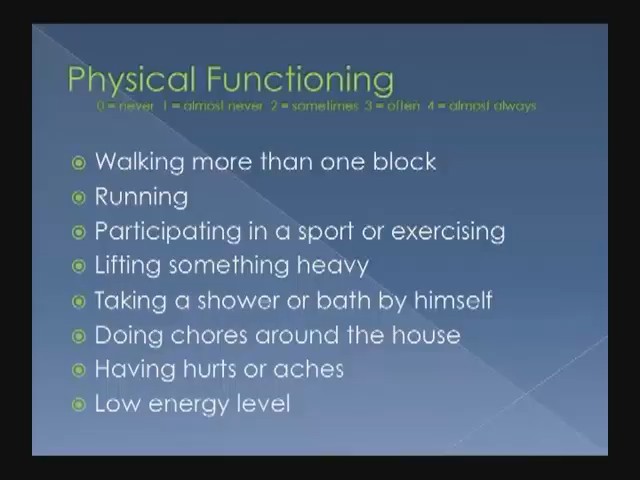 Physical Functioning
0 = never 1 = almost never 2 = sometimes 3 = often 4 = almost always
Walking more than one block
Running
Participating in a sport or exercising
Lifting something heavy
Taking a shower or bath by himself
Doing chores around the house
Having hurts or aches
Low energy level